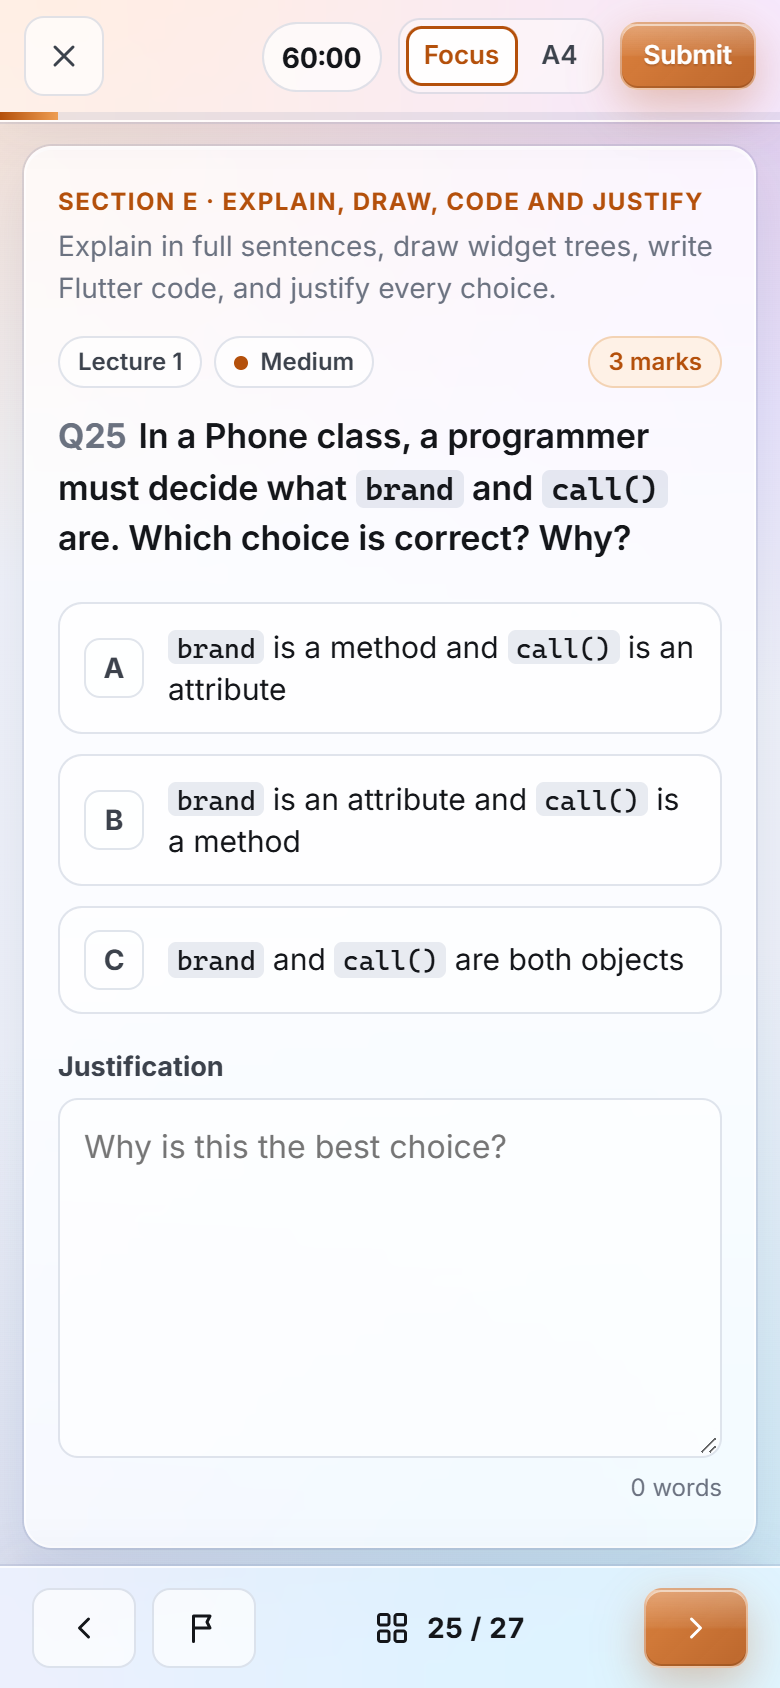 60:00
Focus
A4
Submit
SECTION E · EXPLAIN, DRAW, CODE AND JUSTIFY
Explain in full sentences, draw widget trees, write
Flutter code, and justify every choice.
Lecture 1
Medium
3 marks
Q25 In a Phone class, a programmer
must decide what brand and call()
are. Which choice is correct? Why?
A
brand is a method and call() is an
attribute
B
brand is an attribute and call() is
a method
C
brand and call() are both objects
Justification
Why is this the best choice?
0 words
25 / 27